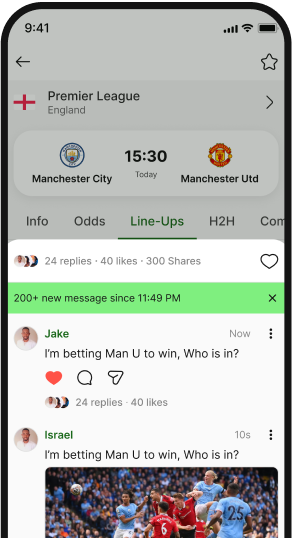 9:41
Premier League
England
15:30
Today
Manchester City
Manchester Utd
Info Odds Line-Ups H2H Com
24 replies · 40 likes · 300 Shares
200+ new message since 11:49 PM
Jake Now
I'm betting Man U to win, Who is in?
24 replies · 40 likes
Israel 10s
I'm betting Man U to win, Who is in?
6
25